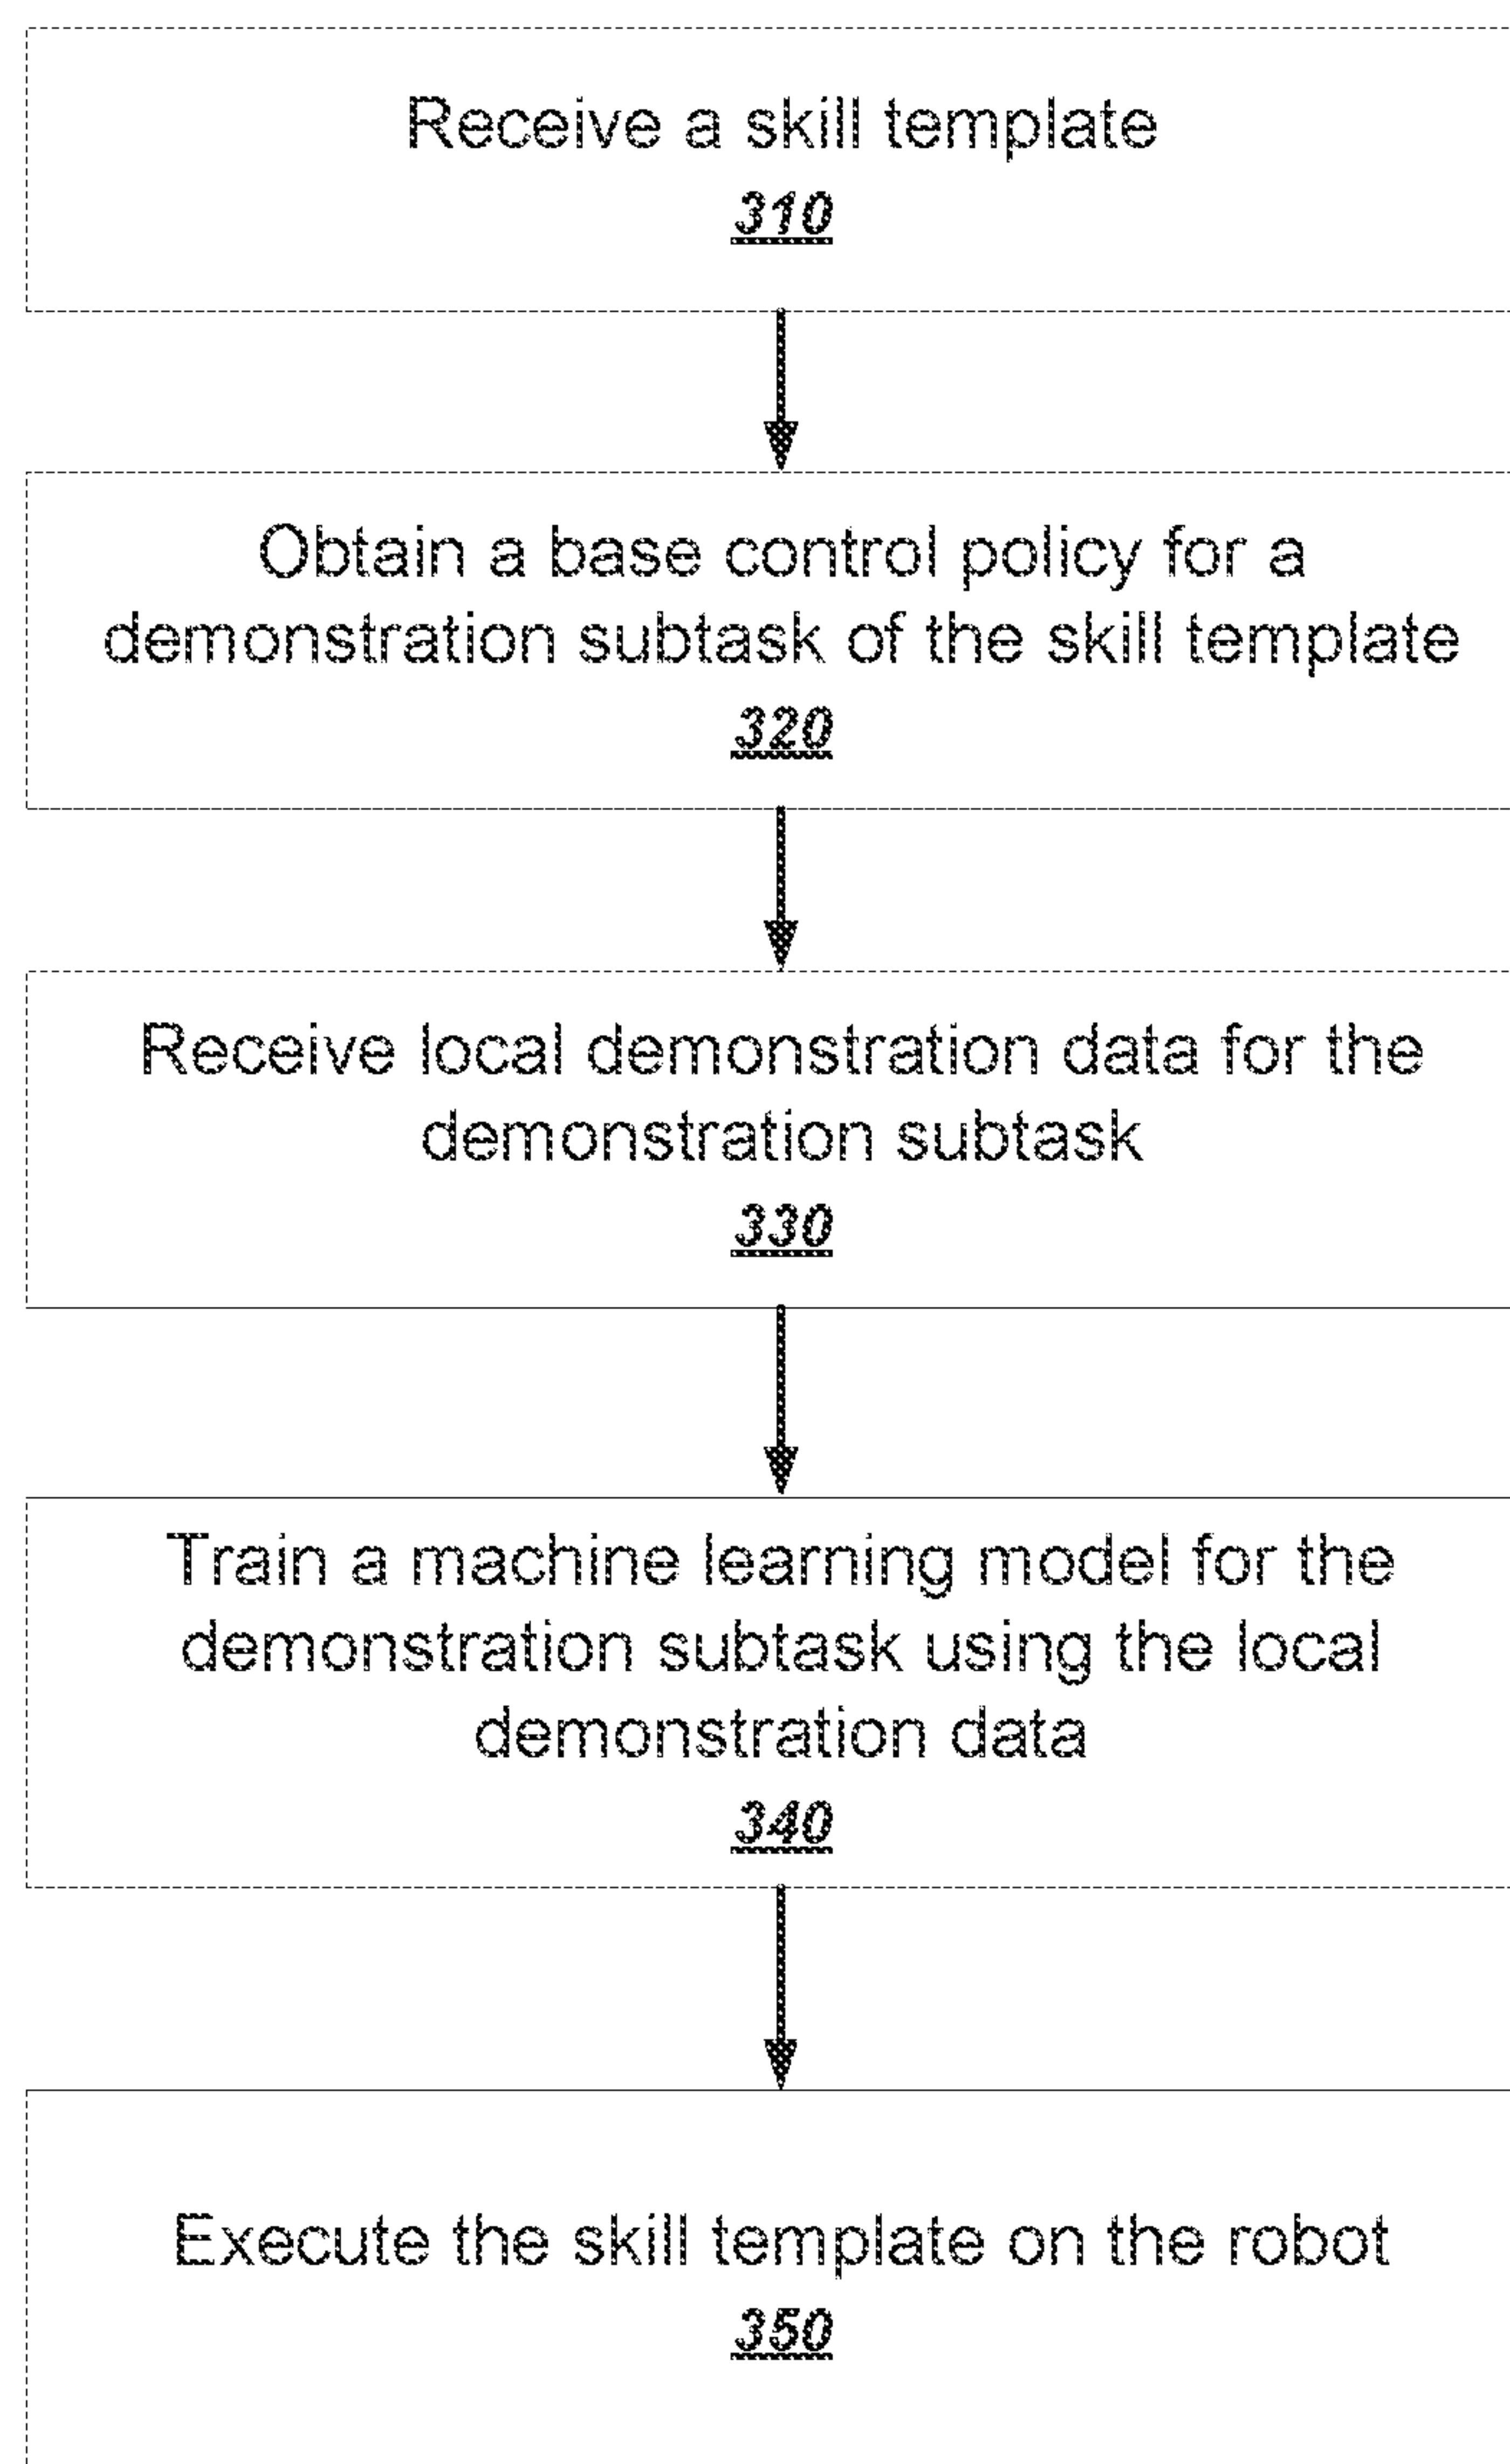 Receive a skill template
310
Obtain a base control policy for a
demonstration subtask of the skill template
320
Receive local demonstration data for the
demonstration subtask
330
Train a machine learning model for the
demonstration subtask using the local
demonstration data
340
Execute the skill template on the robot
350